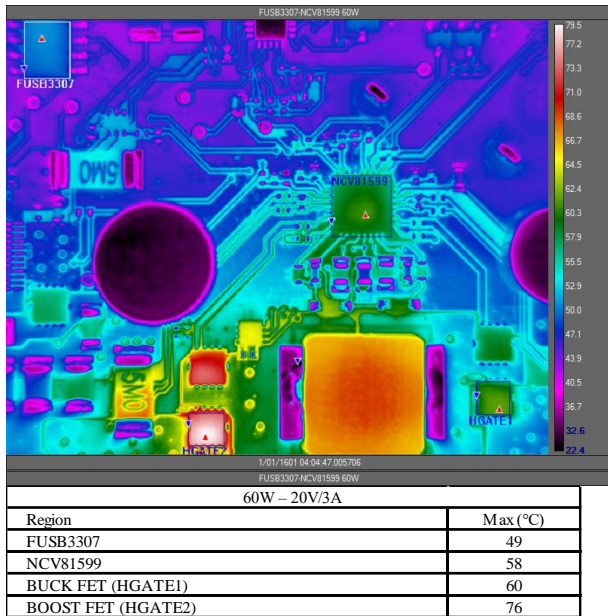 FUSB3307-NCV81599 60W
79.5
77.2
73.3
71.0
68.6
66.7
64.5
62.4
60.3
57.9
55.5
52.9
50.0
47.1
43.9
40.5
36.7
32.6
22.4
FUSB3307
NCV81599
5M0
5M0
HGATE1
HGATE2
1/01/1601 04:04:47.005706
FUSB3307-NCV81599 60W
60W – 20V/3A
Region Max (°C)
FUSB3307 49
NCV81599 58
BUCK FET (HGATE1) 60
BOOST FET (HGATE2) 76